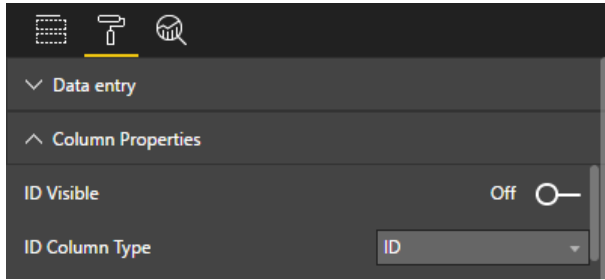 Data entry
Column Properties
ID Visible Off
ID Column Type ID